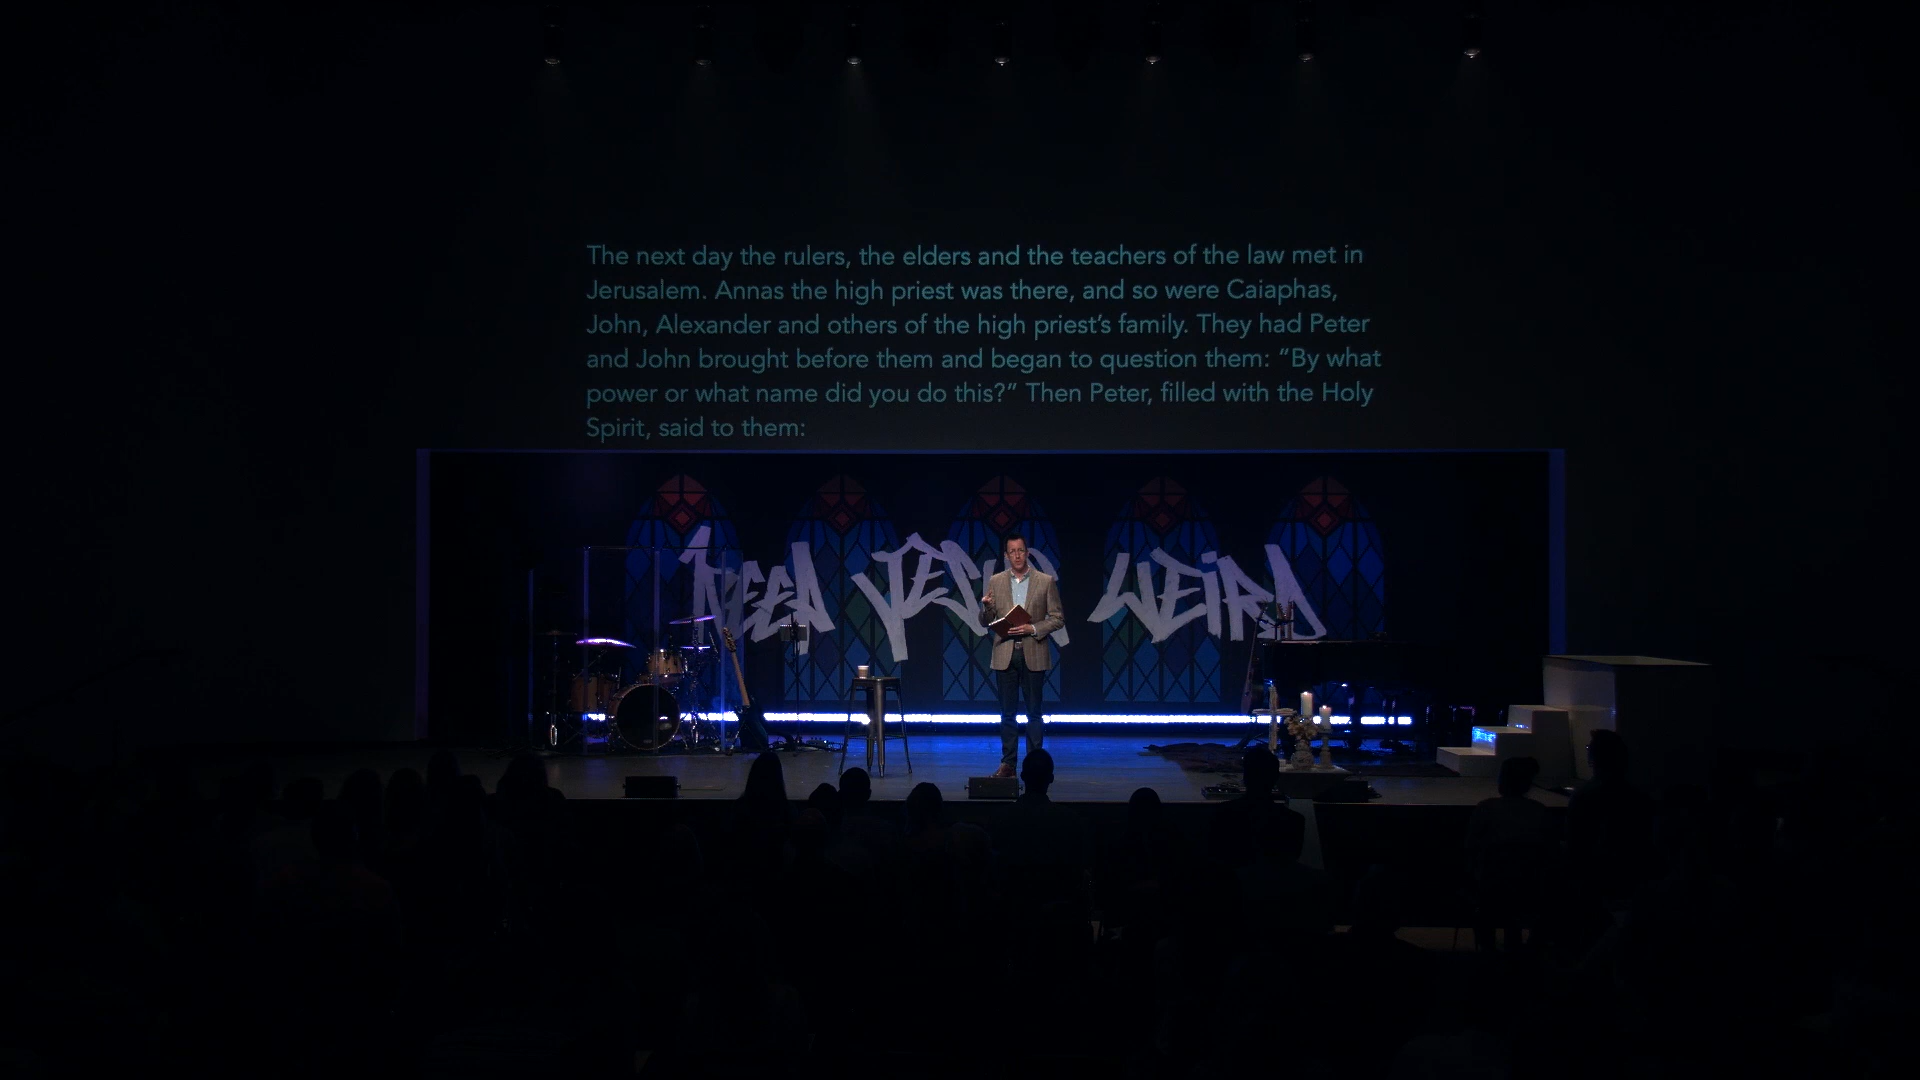 The next day the rulers, the elders and the teachers of the law met in
Jerusalem. Annas the high priest was there, and so were Caiaphas,
John, Alexander and others of the high priest's family. They had Peter
and John brought before them and began to question them: "By what
power or what name did you do this?" Then Peter, filled with the Holy
Spirit, said to them:
JESUS WEIRD